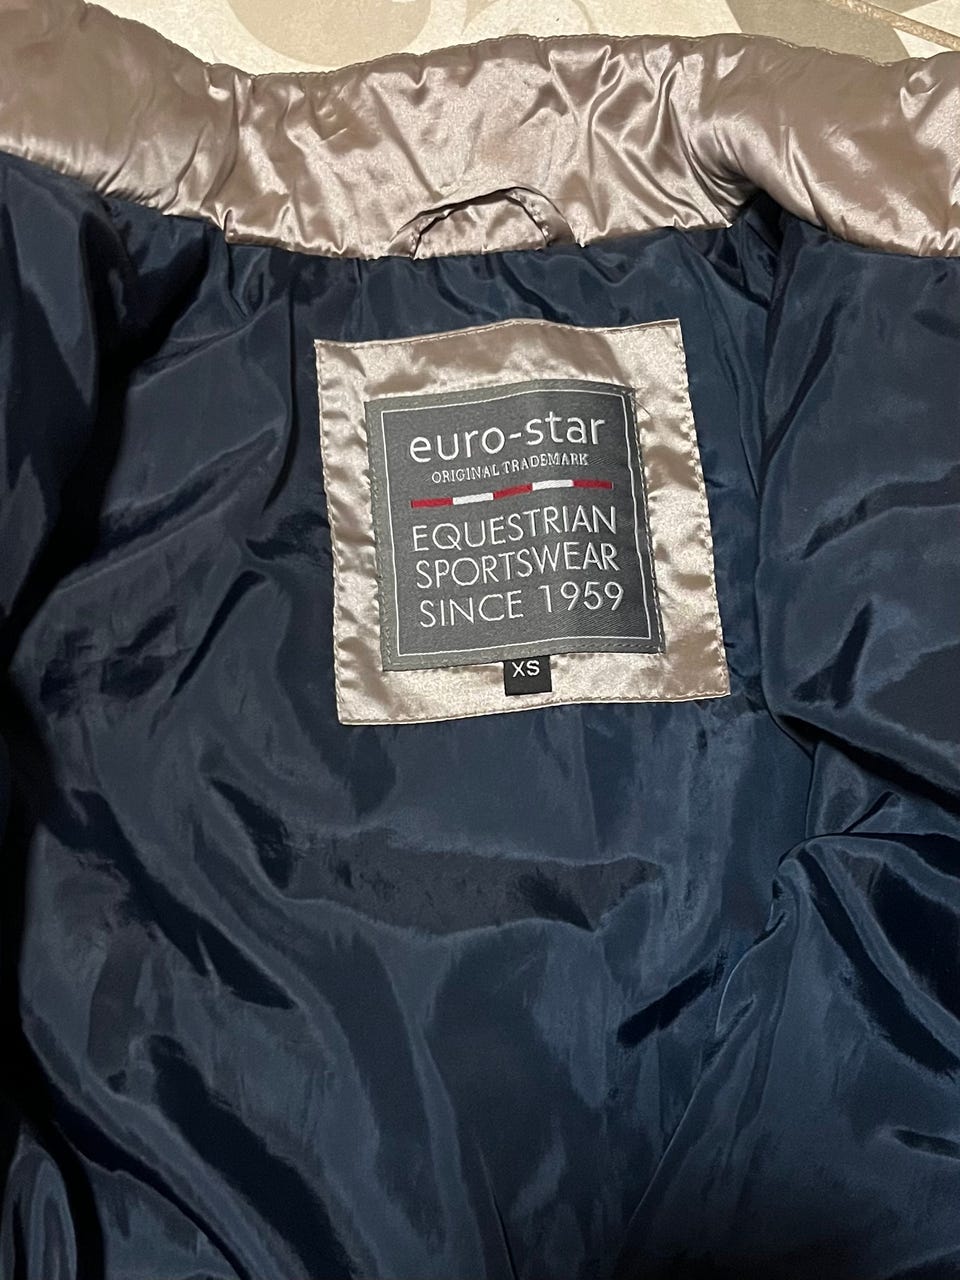 euro-star
ORIGINAL TRADEMARK
EQUESTRIAN
SPORTSWEAR
SINCE 1959
XS